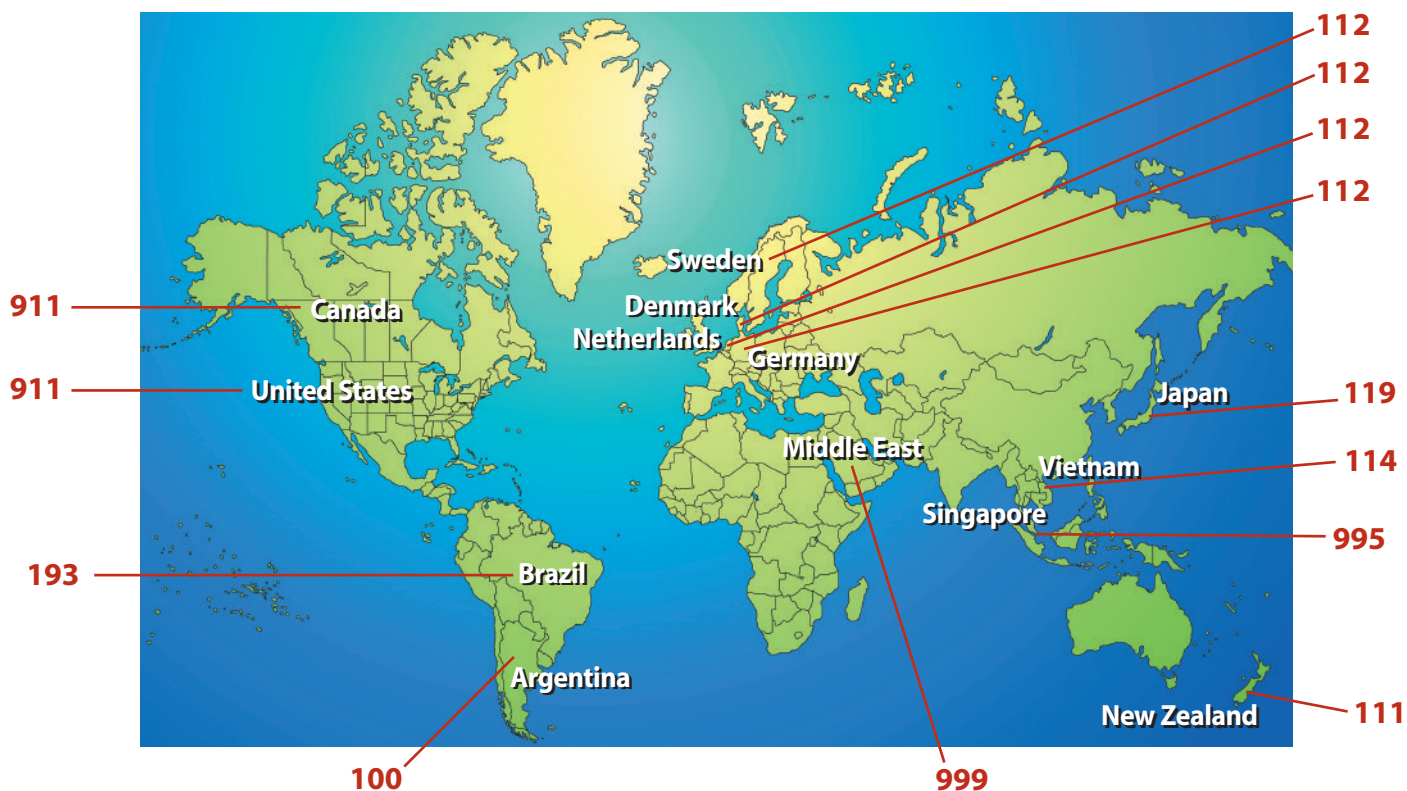 112
112
112
112
Sweden
Denmark
911
Canada
Netherlands
Germany
911
United States
Japan
119
Middle East
Vietnam
114
Singapore
995
193
Brazil
Argentina
New Zealand
111
100
999